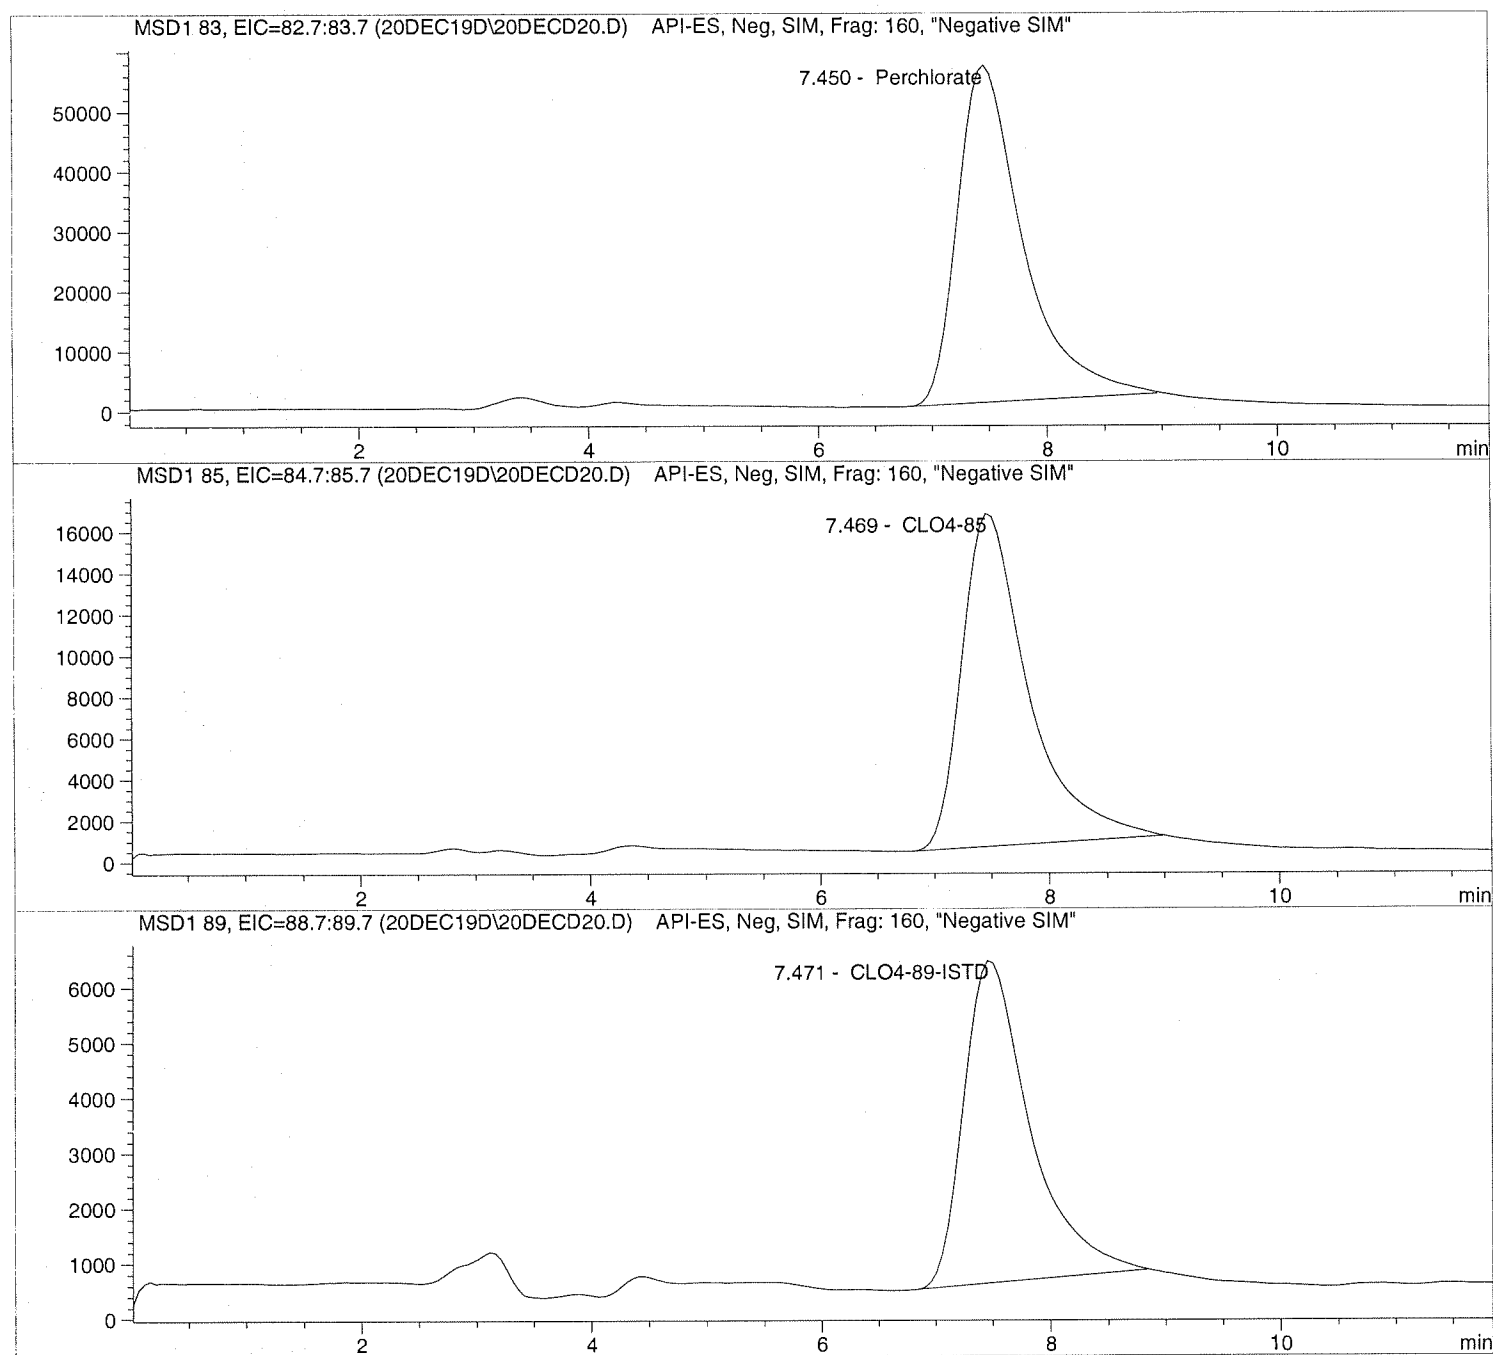 MSD1 83, EIC=82.7:83.7 (20DEC19D\20DECD20.D) API-ES, Neg, SIM, Frag: 160, "Negative SIM"
7.450 - Perchlorate
50000
40000
30000
20000
10000
0
2 4 6 8 10 min
MSD1 85, EIC=84.7:85.7 (20DEC19D\20DECD20.D) API-ES, Neg, SIM, Frag: 160, "Negative SIM"
7.469 - CLO4-85
16000
14000
12000
10000
8000
6000
4000
2000
0
2 4 6 8 10 min
MSD1 89, EIC=88.7:89.7 (20DEC19D\20DECD20.D) API-ES, Neg, SIM, Frag: 160, "Negative SIM"
7.471 - CLO4-89-ISTD
6000
5000
4000
3000
2000
1000
0
2 4 6 8 10 min